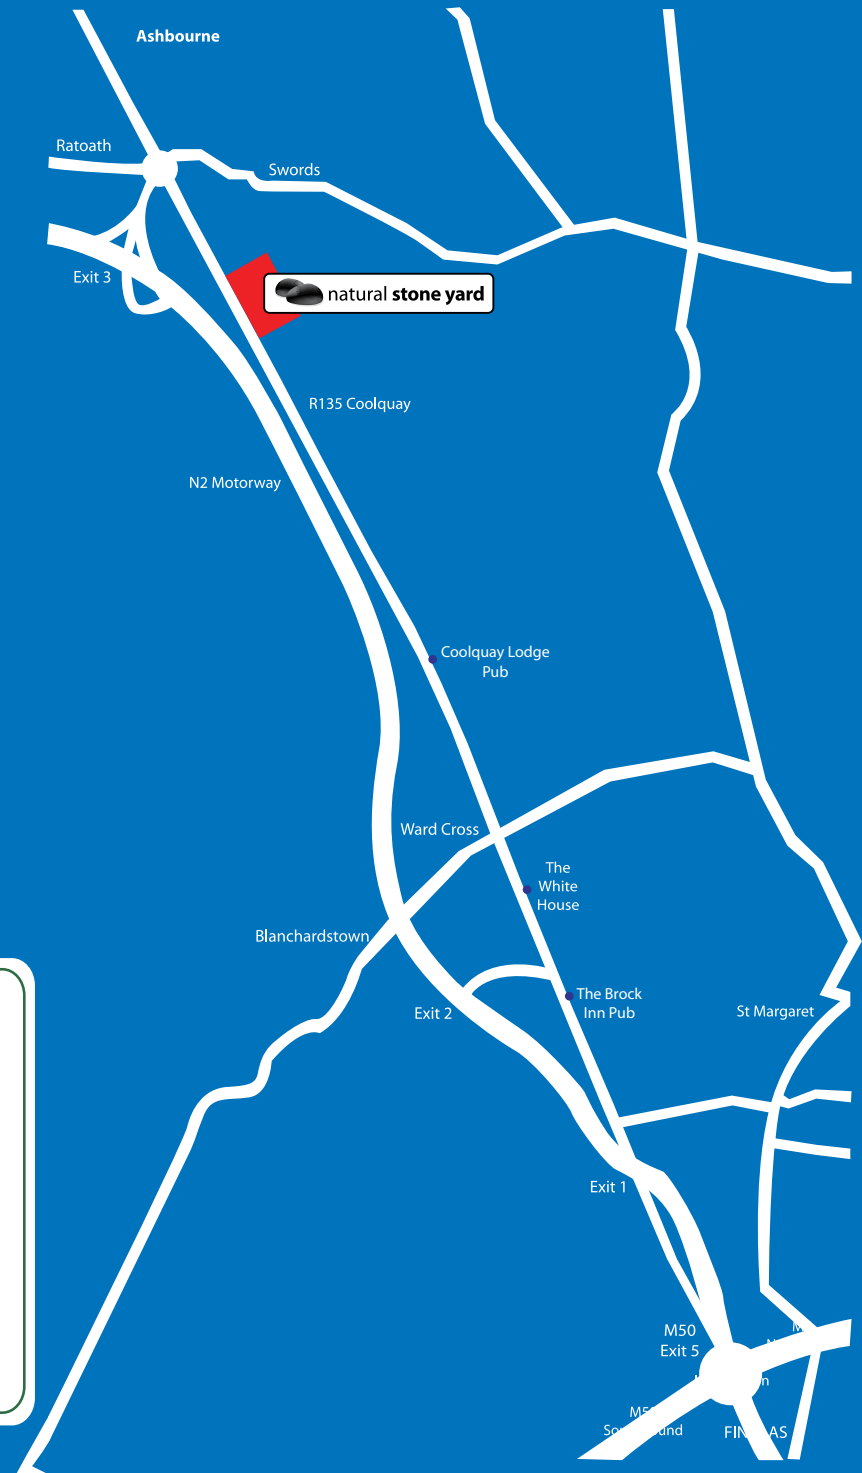 Ashbourne
Ratoath
Swords
Exit 3
natural stone yard
R135 Coolquay
N2 Motorway
Coolquay Lodge
Pub
Ward Cross
The
White
House
Blanchardstown
The Brock
Inn Pub
Exit 2
St Margaret
Exit 1
M50
Exit 5